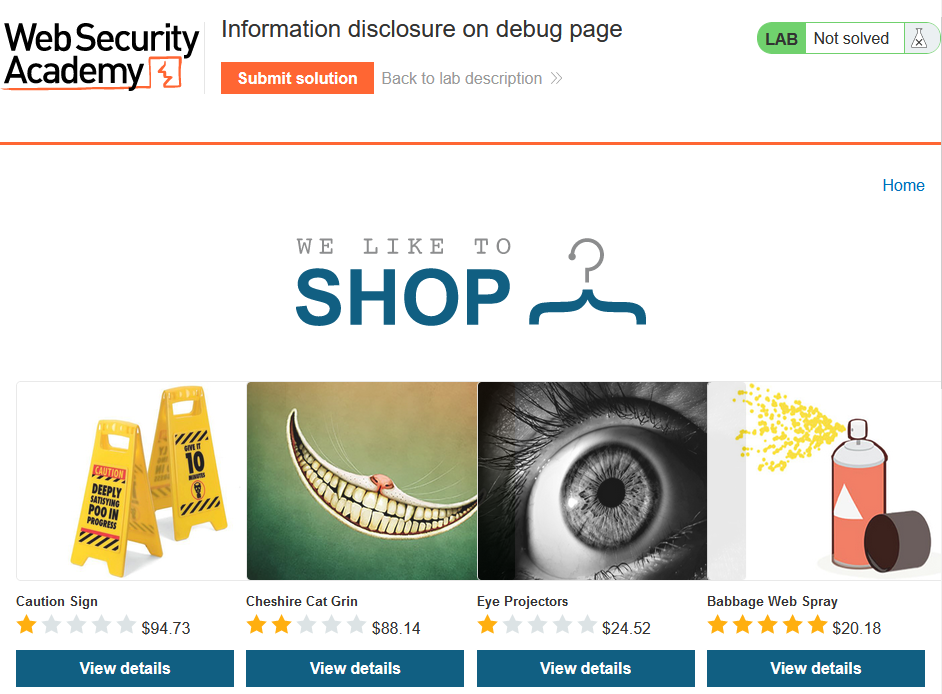 Web Security
Academy
Information disclosure on debug page
Submit solution
Back to lab description
LAB
Not solved
Home
WE LIKE TO
SHOP
CAUTION
DEEPLY
SATISYING
POO IN
PROGRESS
GIVE IT
10
MINUTES
Caution Sign
$94.73
View details
Cheshire Cat Grin
$88.14
View details
Eye Projectors
$24.52
View details
Babbage Web Spray
$20.18
View details